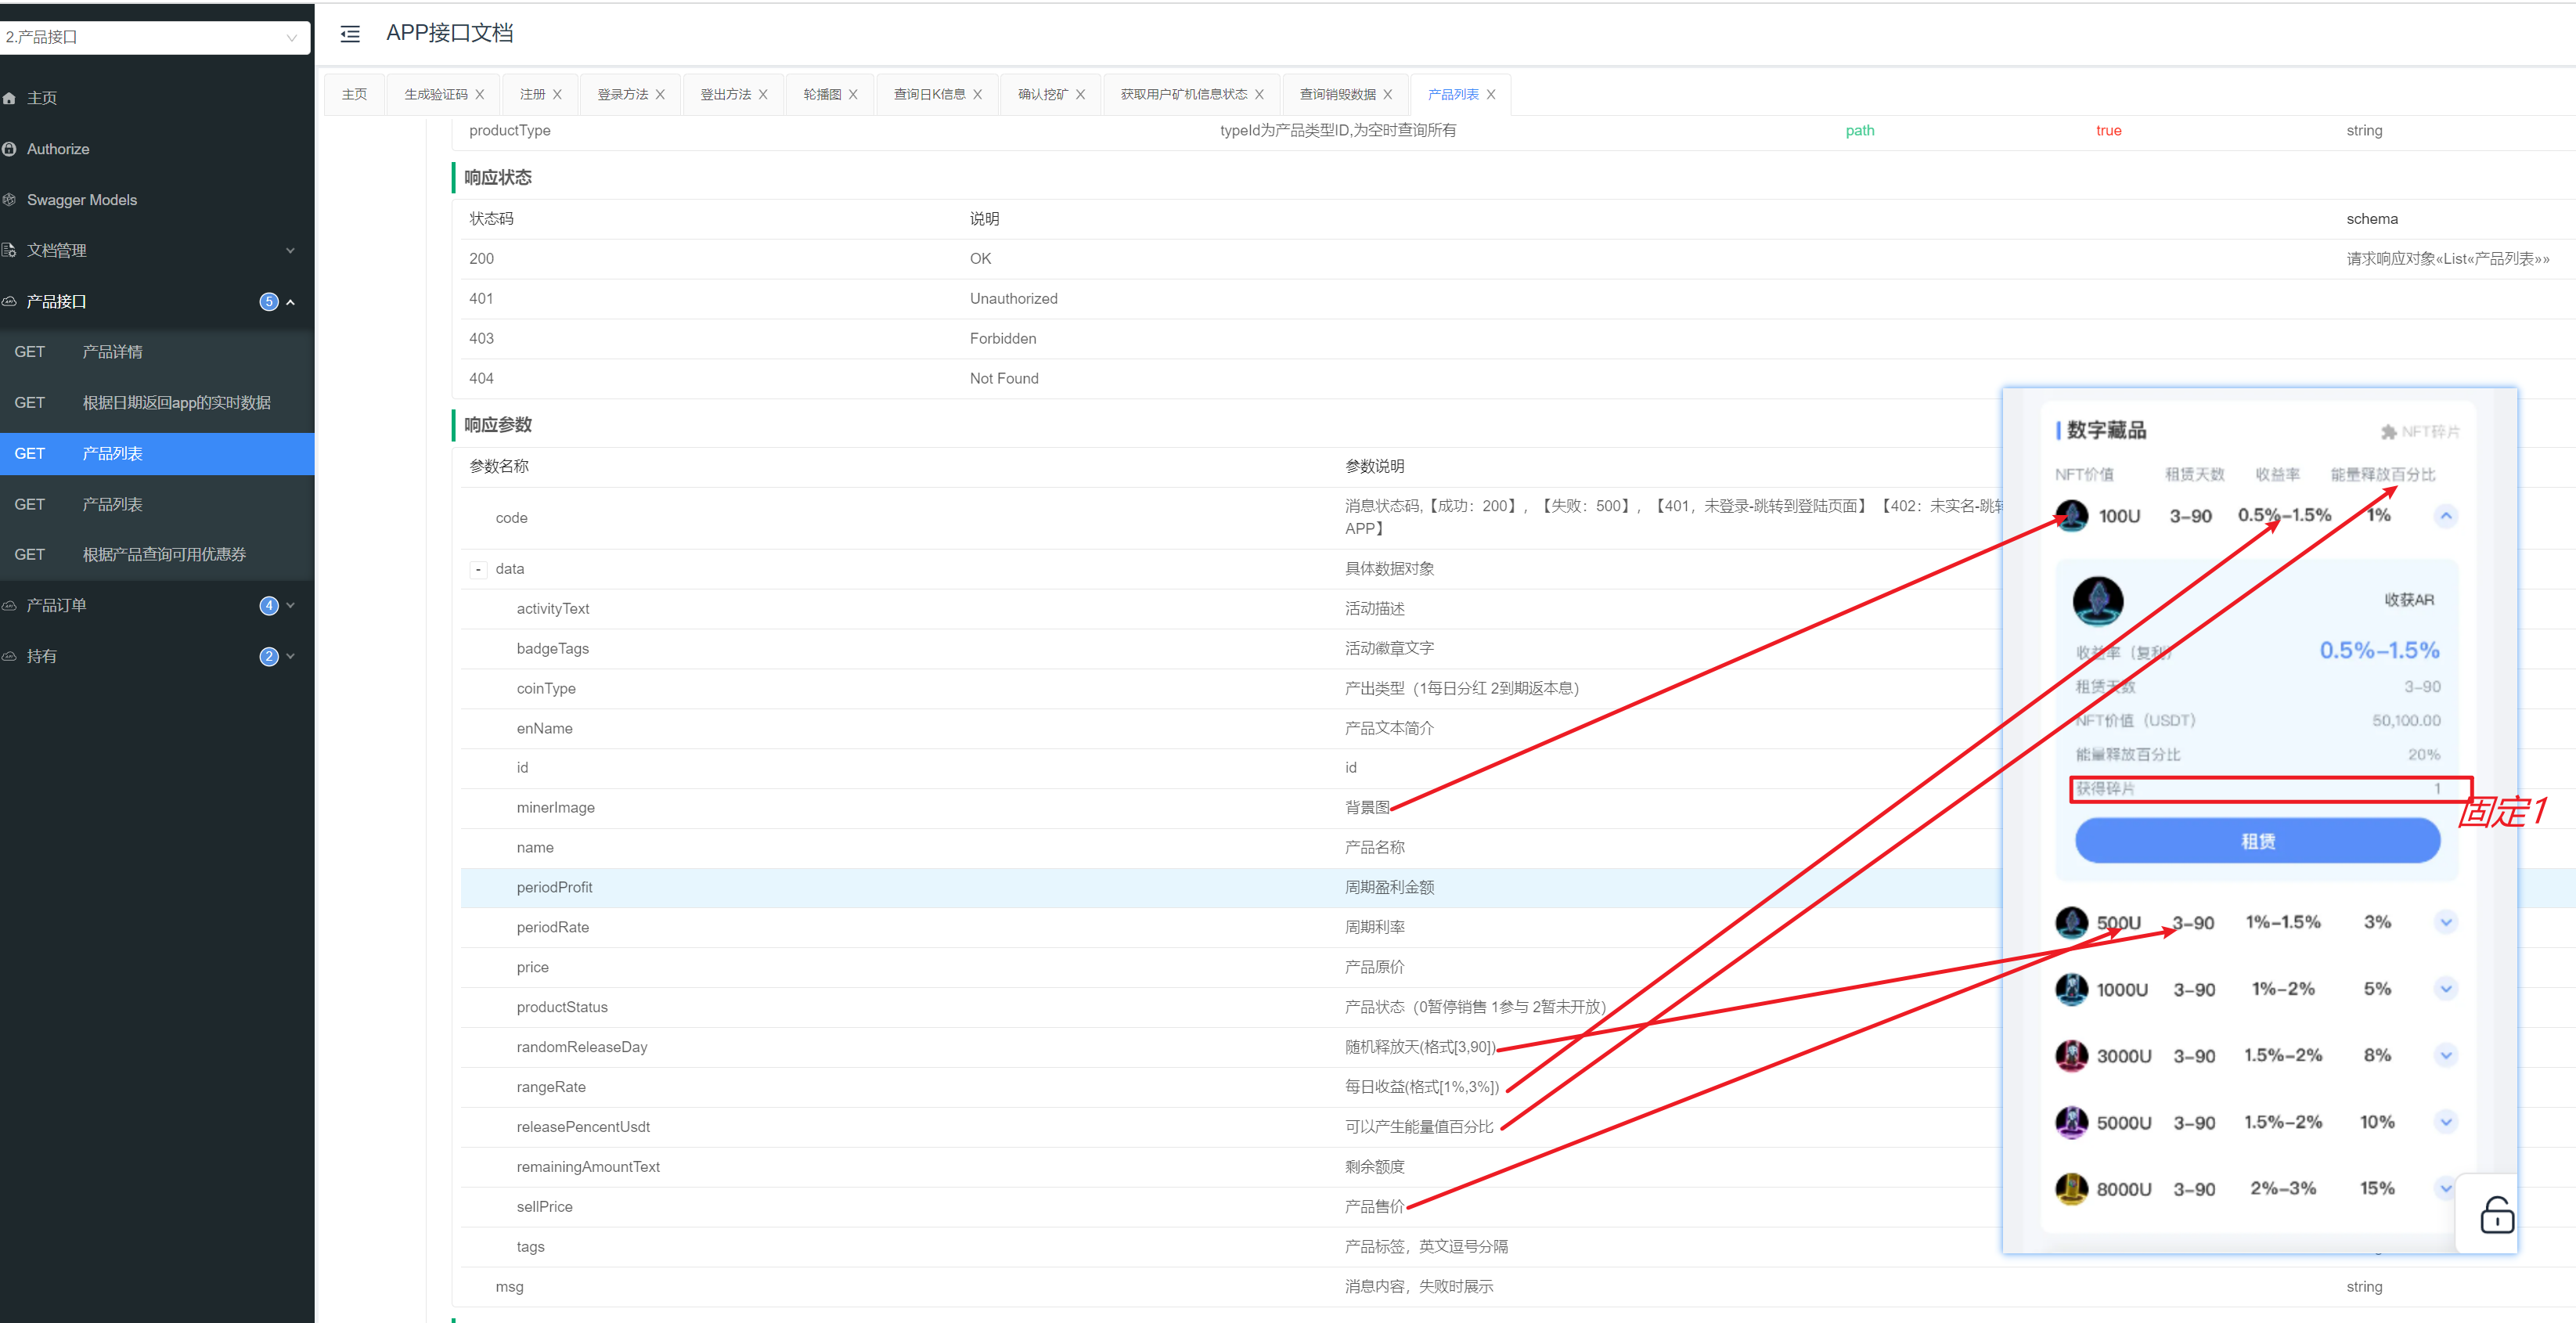 2.产品接口
主页
Authorize
Swagger Models
文档管理
产品接口 5
GET 产品详情
GET 根据日期返回app的实时数据
GET 产品列表
GET 产品列表
GET 根据产品查询可用优惠券
产品订单 4
持有 2
APP接口文档
主页 生成验证码 X 注册 X 登录方法 X 登出方法 X 轮播图 X 查询日K信息 X 确认挖矿 X 获取用户矿机信息状态 X 查询销毁数据 X 产品列表 X
productType typeId为产品类型ID,为空时查询所有 path true string
响应状态
状态码 说明 schema
200 OK 请求响应对象«List«产品列表»»
401 Unauthorized
403 Forbidden
404 Not Found
响应参数
参数名称 参数说明
code 消息状态码,【成功：200】，【失败：500】，【401，未登录-跳转到登陆页面】【402：未实名-跳转
APP】
- data 具体数据对象
activityText 活动描述
badgeTags 活动徽章文字
coinType 产出类型（1每日分红 2到期返本息）
enName 产品文本简介
id id
minerImage 背景图
name 产品名称
periodProfit 周期盈利金额
periodRate 周期利率
price 产品原价
productStatus 产品状态（0暂停销售 1参与 2暂未开放）
randomReleaseDay 随机释放天(格式[3,90])
rangeRate 每日收益(格式[1%,3%])
releasePencentUsdt 可以产生能量值百分比
remainingAmountText 剩余额度
sellPrice 产品售价
tags 产品标签，英文逗号分隔
msg 消息内容，失败时展示 string
数字藏品 NFT碎片
NFT价值 租赁天数 收益率 能量释放百分比
100U 3-90 0.5%-1.5% 1%
收获AR
收益率（复利） 0.5%-1.5%
租赁天数 3-90
NFT价值（USDT） 50,100.00
能量释放百分比 20%
获得碎片 1
固定1
租赁
500U 3-90 1%-1.5% 3%
1000U 3-90 1%-2% 5%
3000U 3-90 1.5%-2% 8%
5000U 3-90 1.5%-2% 10%
8000U 3-90 2%-3% 15%